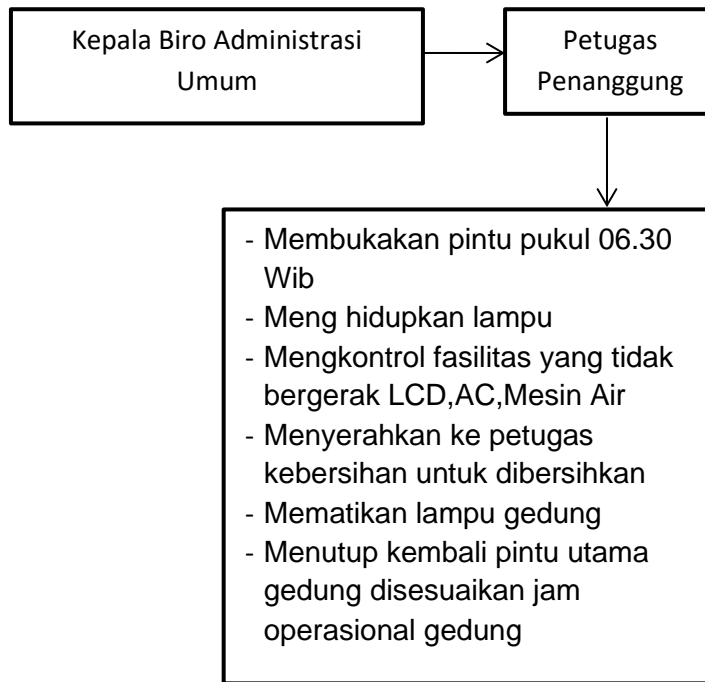 Kepala Biro Administrasi
Umum
Petugas
Penanggung
- Membukakan pintu pukul 06.30
Wib
- Meng hidupkan lampu
- Mengkontrol fasilitas yang tidak
bergerak LCD,AC,Mesin Air
- Menyerahkan ke petugas
kebersihan untuk dibersihkan
- Mematikan lampu gedung
- Menutup kembali pintu utama
gedung disesuaikan jam
operasional gedung